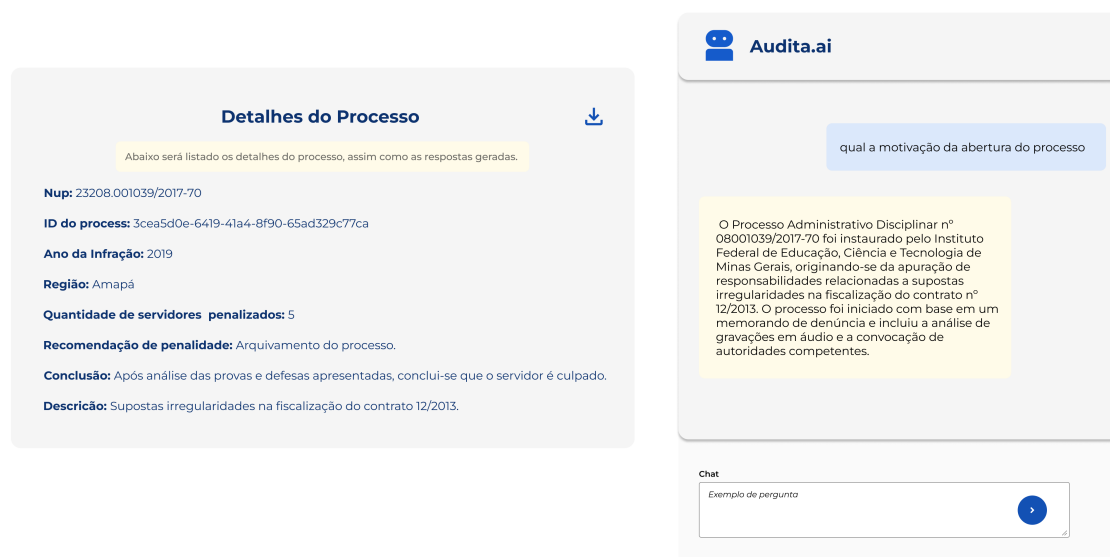 Detalhes do Processo
Abaixo será listado os detalhes do processo, assim como as respostas geradas.
Nup: 23208.001039/2017-70
ID do process: 3cea5d0e-6419-41a4-8f90-65ad329c77ca
Ano da Infração: 2019
Região: Amapá
Quantidade de servidores penalizados: 5
Recomendação de penalidade: Arquivamento do processo.
Conclusão: Após análise das provas e defesas apresentadas, conclui-se que o servidor é culpado.
Descricão: Supostas irregularidades na fiscalização do contrato 12/2013.
Audita.ai
qual a motivação da abertura do processo
O Processo Administrativo Disciplinar nº
08001039/2017-70 foi instaurado pelo Instituto
Federal de Educação, Ciência e Tecnologia de
Minas Gerais, originando-se da apuração de
responsabilidades relacionadas a supostas
irregularidades na fiscalização do contrato nº
12/2013. O processo foi iniciado com base em um
memorando de denúncia e incluiu a análise de
gravações em áudio e a convocação de
autoridades competentes.
Chat
Exemplo de pergunta